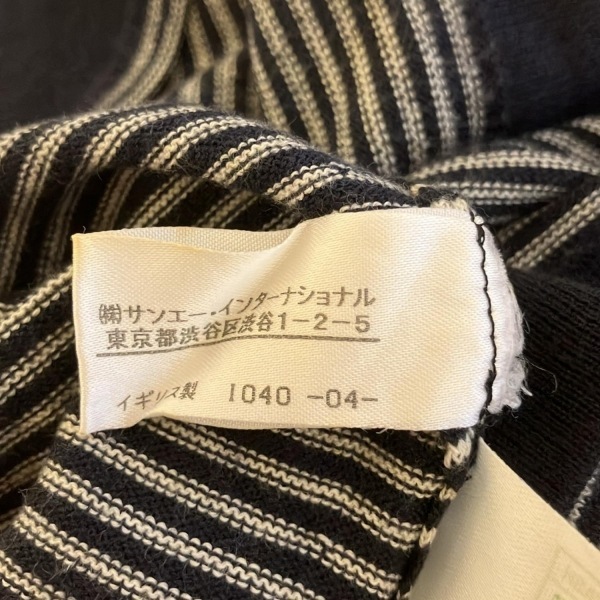 ㈱サンエー・インターナショナル
東京都渋谷区渋谷1-2-5
イギリス製 1040 -04-